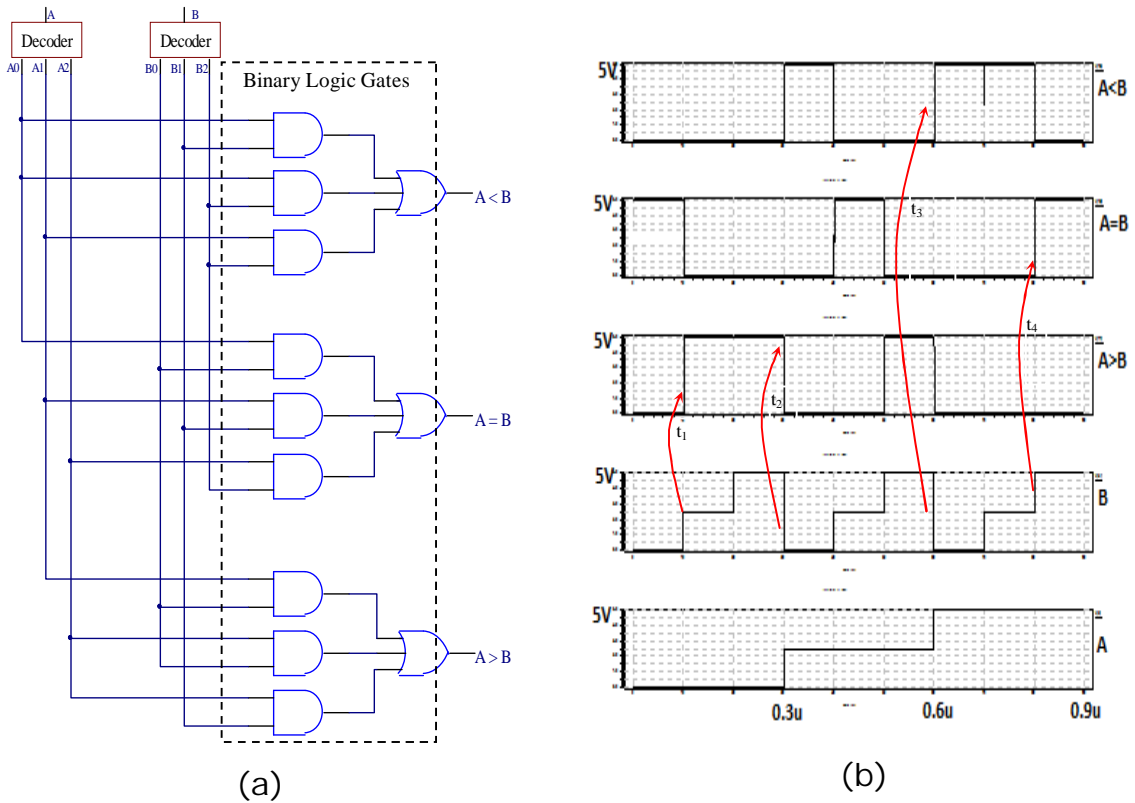 A
B
Decoder
Decoder
A0 A1 A2
B0 B1 B2
Binary Logic Gates
A < B
A = B
A > B
(a)
5V
A<B
t3
5V
A=B
t4
5V
A>B
t2
t1
B
5V
A
0.3u 0.6u 0.9u
(b)